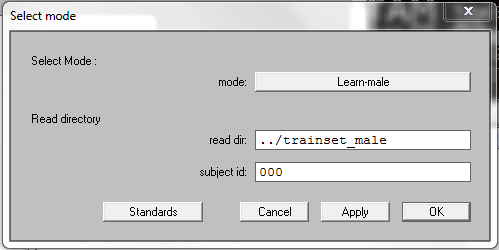 Select mode
Select Mode :
mode: Learn-male
Read directory
read dir: ../trainset_male
subject id: 000
Standards Cancel Apply OK